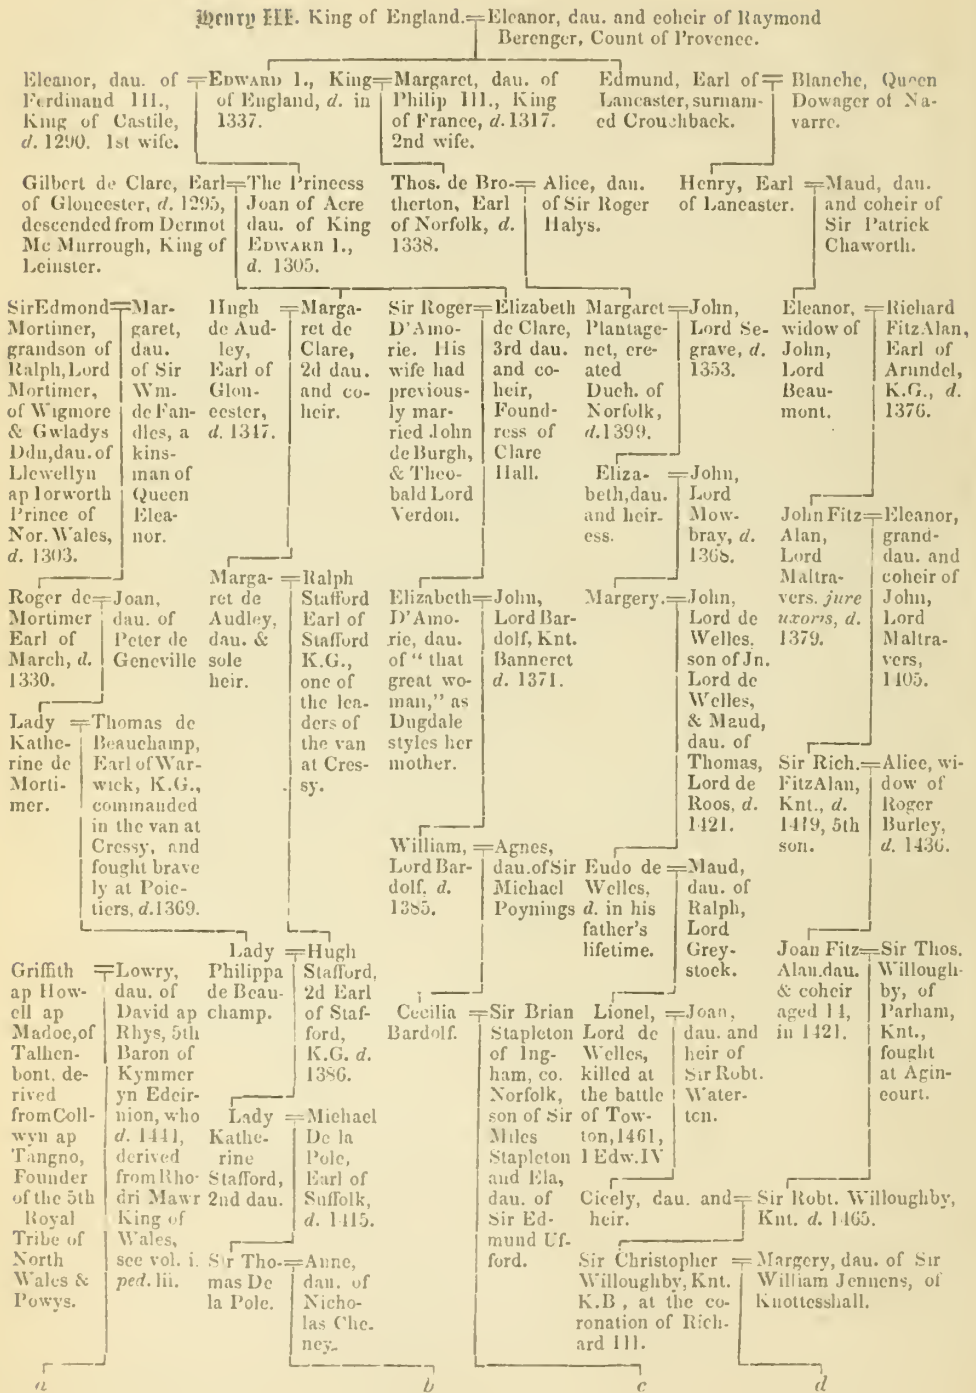 Henry III. King of England.=Eleanor, dau. and coheir of Raymond
Berenger, Count of Provence.
Eleanor, dau. of
Ferdinand III.,
King of Castile,
d. 1290. 1st wife.
EDWARD I., King
of England, d. in
1337.
Margaret, dau. of
Philip III., King
of France, d. 1317.
2nd wife.
Edmund, Earl of
Lancaster, surnam-
ed Crouchback.
Blanche, Queen
Dowager of Na-
varre.
Gilbert de Clare, Earl
of Gloucester, d. 1295,
descended from Dermot
Mc Murrough, King of
Leinster.
The Princess
Joan of Acre
dau. of King
EDWARD I.,
d. 1305.
Thos. de Bro-
therton, Earl
of Norfolk, d.
1338.
Alice, dau.
of Sir Roger
Halys.
Henry, Earl
of Lancaster.
Maud, dau.
and coheir of
Sir Patrick
Chaworth.
Sir Edmond
Mortimer,
grandson of
Ralph, Lord
Mortimer,
of Wigmore
& Gwladys
Ddu, dau. of
Llewellyn
ap Iorworth
Prince of
Nor. Wales,
d. 1303.
Mar-
garet,
dau.
of Sir
Wm.
de Fan-
dles, a
kins-
man of
Queen
Elea-
nor.
Hugh
de Aud-
ley,
Earl of
Glou-
cester,
d. 1347.
Marga-
ret de
Clare,
2d dau.
and co-
heir.
Sir Roger
D'Amo-
rie. His
wife had
previous-
ly mar-
ried John
de Burgh,
& Theo-
bald Lord
Verdon.
Elizabeth
de Clare,
3rd dau.
and co-
heir,
Found-
ress of
Clare
Hall.
Margaret
Plantage-
net, cre-
ated
Duch. of
Norfolk,
d. 1399.
John,
Lord Se-
grave, d.
1353.
Eleanor,
widow of
John,
Lord
Beau-
mont.
Richard
FitzAlan,
Earl of
Arundel,
K.G., d.
1376.
Eliza-
beth, dau.
and heir-
ess.
John,
Lord
Mow-
bray, d.
1368.
John Fitz
Alan,
Lord
Maltra-
vers. jure
uxoris, d.
1379.
Eleanor,
grand-
dau. and
coheir of
John,
Lord
Maltra-
vers,
1405.
Roger de
Mortimer
Earl of
March, d.
1330.
Joan,
dau. of
Peter de
Geneville
Marga-
ret de
Audley,
dau. &
sole
heir.
Ralph
Stafford
Earl of
Stafford
K.G.,
one of
the lea-
ders of
the van
at Cres-
sy.
Elizabeth
D'Amo-
rie, dau.
of "that
great wo-
man," as
Dugdale
styles her
mother.
John,
Lord Bar-
dolf, Knt.
Banneret
d. 1371.
Margery.
John,
Lord de
Welles,
son of Jn.
Lord de
Welles,
& Maud,
dau. of
Thomas,
Lord de
Roos, d.
1421.
Lady
Kathe-
rine de
Morti-
mer.
Thomas de
Beauchamp,
Earl of War-
wick, K.G.,
commanded
in the van at
Cressy, and
fought brave
ly at Poic-
tiers, d. 1369.
Sir Rich.
FitzAlan,
Knt., d.
1419, 5th
son.
Alice, wi-
dow of
Roger
Burley,
d. 1436.
William,
Lord Bar-
dolf. d.
1385.
Agnes,
dau. of Sir
Michael
Poynings
Eudo de
Welles,
d. in his
father's
lifetime.
Maud,
dau. of
Ralph,
Lord
Grey-
stock.
Lady
Philippa
de Beau-
champ.
Hugh
Stafford,
2d Earl
of Staf-
ford,
K.G. d.
1386.
Joan Fitz
Alan. dau.
& coheir
aged 14,
in 1421.
Sir Thos.
Willough-
by, of
Parham,
Knt.,
fought
at Agin-
court.
Griffith
ap How-
ell ap
Madoc, of
Talhen-
bont. de-
rived
from Coll-
wyn ap
Tangno,
Founder
of the 5th
Royal
Tribe of
North
Wales &
Powys.
Lowry,
dau. of
David ap
Rhys, 5th
Baron of
Kymmer
yn Edeir-
nion, who
d. 1441,
derived
from Rho-
dri Mawr
King of
Wales,
see vol. i.
ped. lii.
Cecilia
Bardolf.
Sir Brian
Stapleton
of Ing-
ham, co.
Norfolk,
son of Sir
Miles
Stapleton
and Ela,
dau. of
Sir Ed-
mund Uf-
ford.
Lionel,
Lord de
Welles,
killed at
the battle
of Tow-
ton, 1461,
1 Edw. IV
Joan,
dau. and
heir of
Sir Robt.
Water-
ton.
Lady
Kathe-
rine
Stafford,
2nd dau.
Michael
De la
Pole,
Earl of
Suffolk,
d. 1415.
Cicely, dau. and
heir.
Sir Robt. Willoughby,
Knt. d. 1465.
Sir Tho-
mas De
la Pole.
Anne,
dau. of
Nicho-
las Che-
ney.
Sir Christopher
Willoughby, Knt.
K.B , at the co-
ronation of Rich-
ard III.
Margery, dau. of Sir
William Jennens, of
Knottesshall.
a b c d